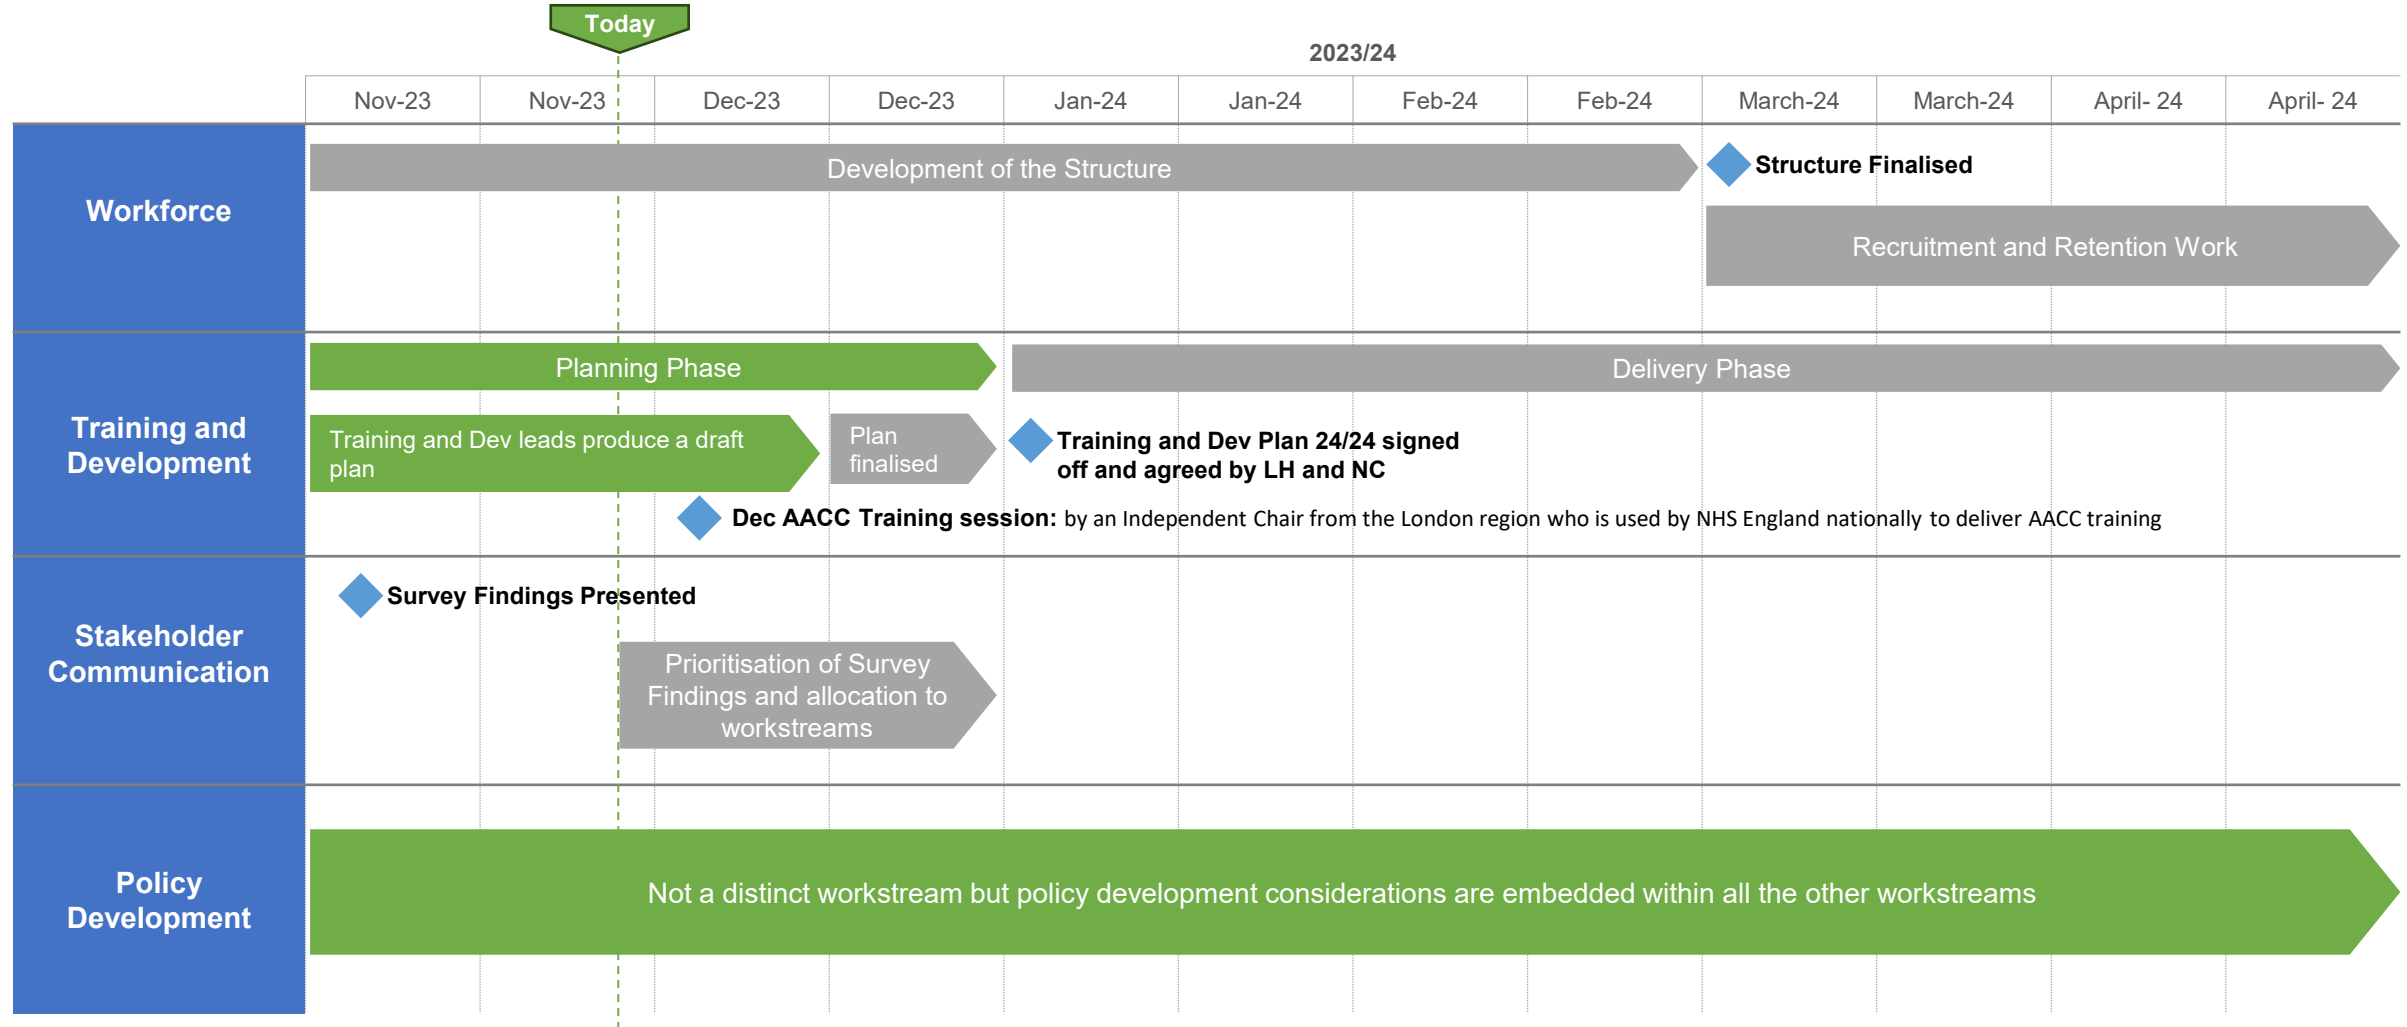 Today
2023/24
Nov-23 Nov-23 Dec-23 Dec-23 Jan-24 Jan-24 Feb-24 Feb-24 March-24 March-24 April- 24 April- 24
Workforce
Development of the Structure
Structure Finalised
Recruitment and Retention Work
Training and
Development
Planning Phase
Delivery Phase
Training and Dev leads produce a draft
plan
Plan
finalised
Training and Dev Plan 24/24 signed
off and agreed by LH and NC
Dec AACC Training session: by an Independent Chair from the London region who is used by NHS England nationally to deliver AACC training
Stakeholder
Communication
Survey Findings Presented
Prioritisation of Survey
Findings and allocation to
workstreams
Policy
Development
Not a distinct workstream but policy development considerations are embedded within all the other workstreams